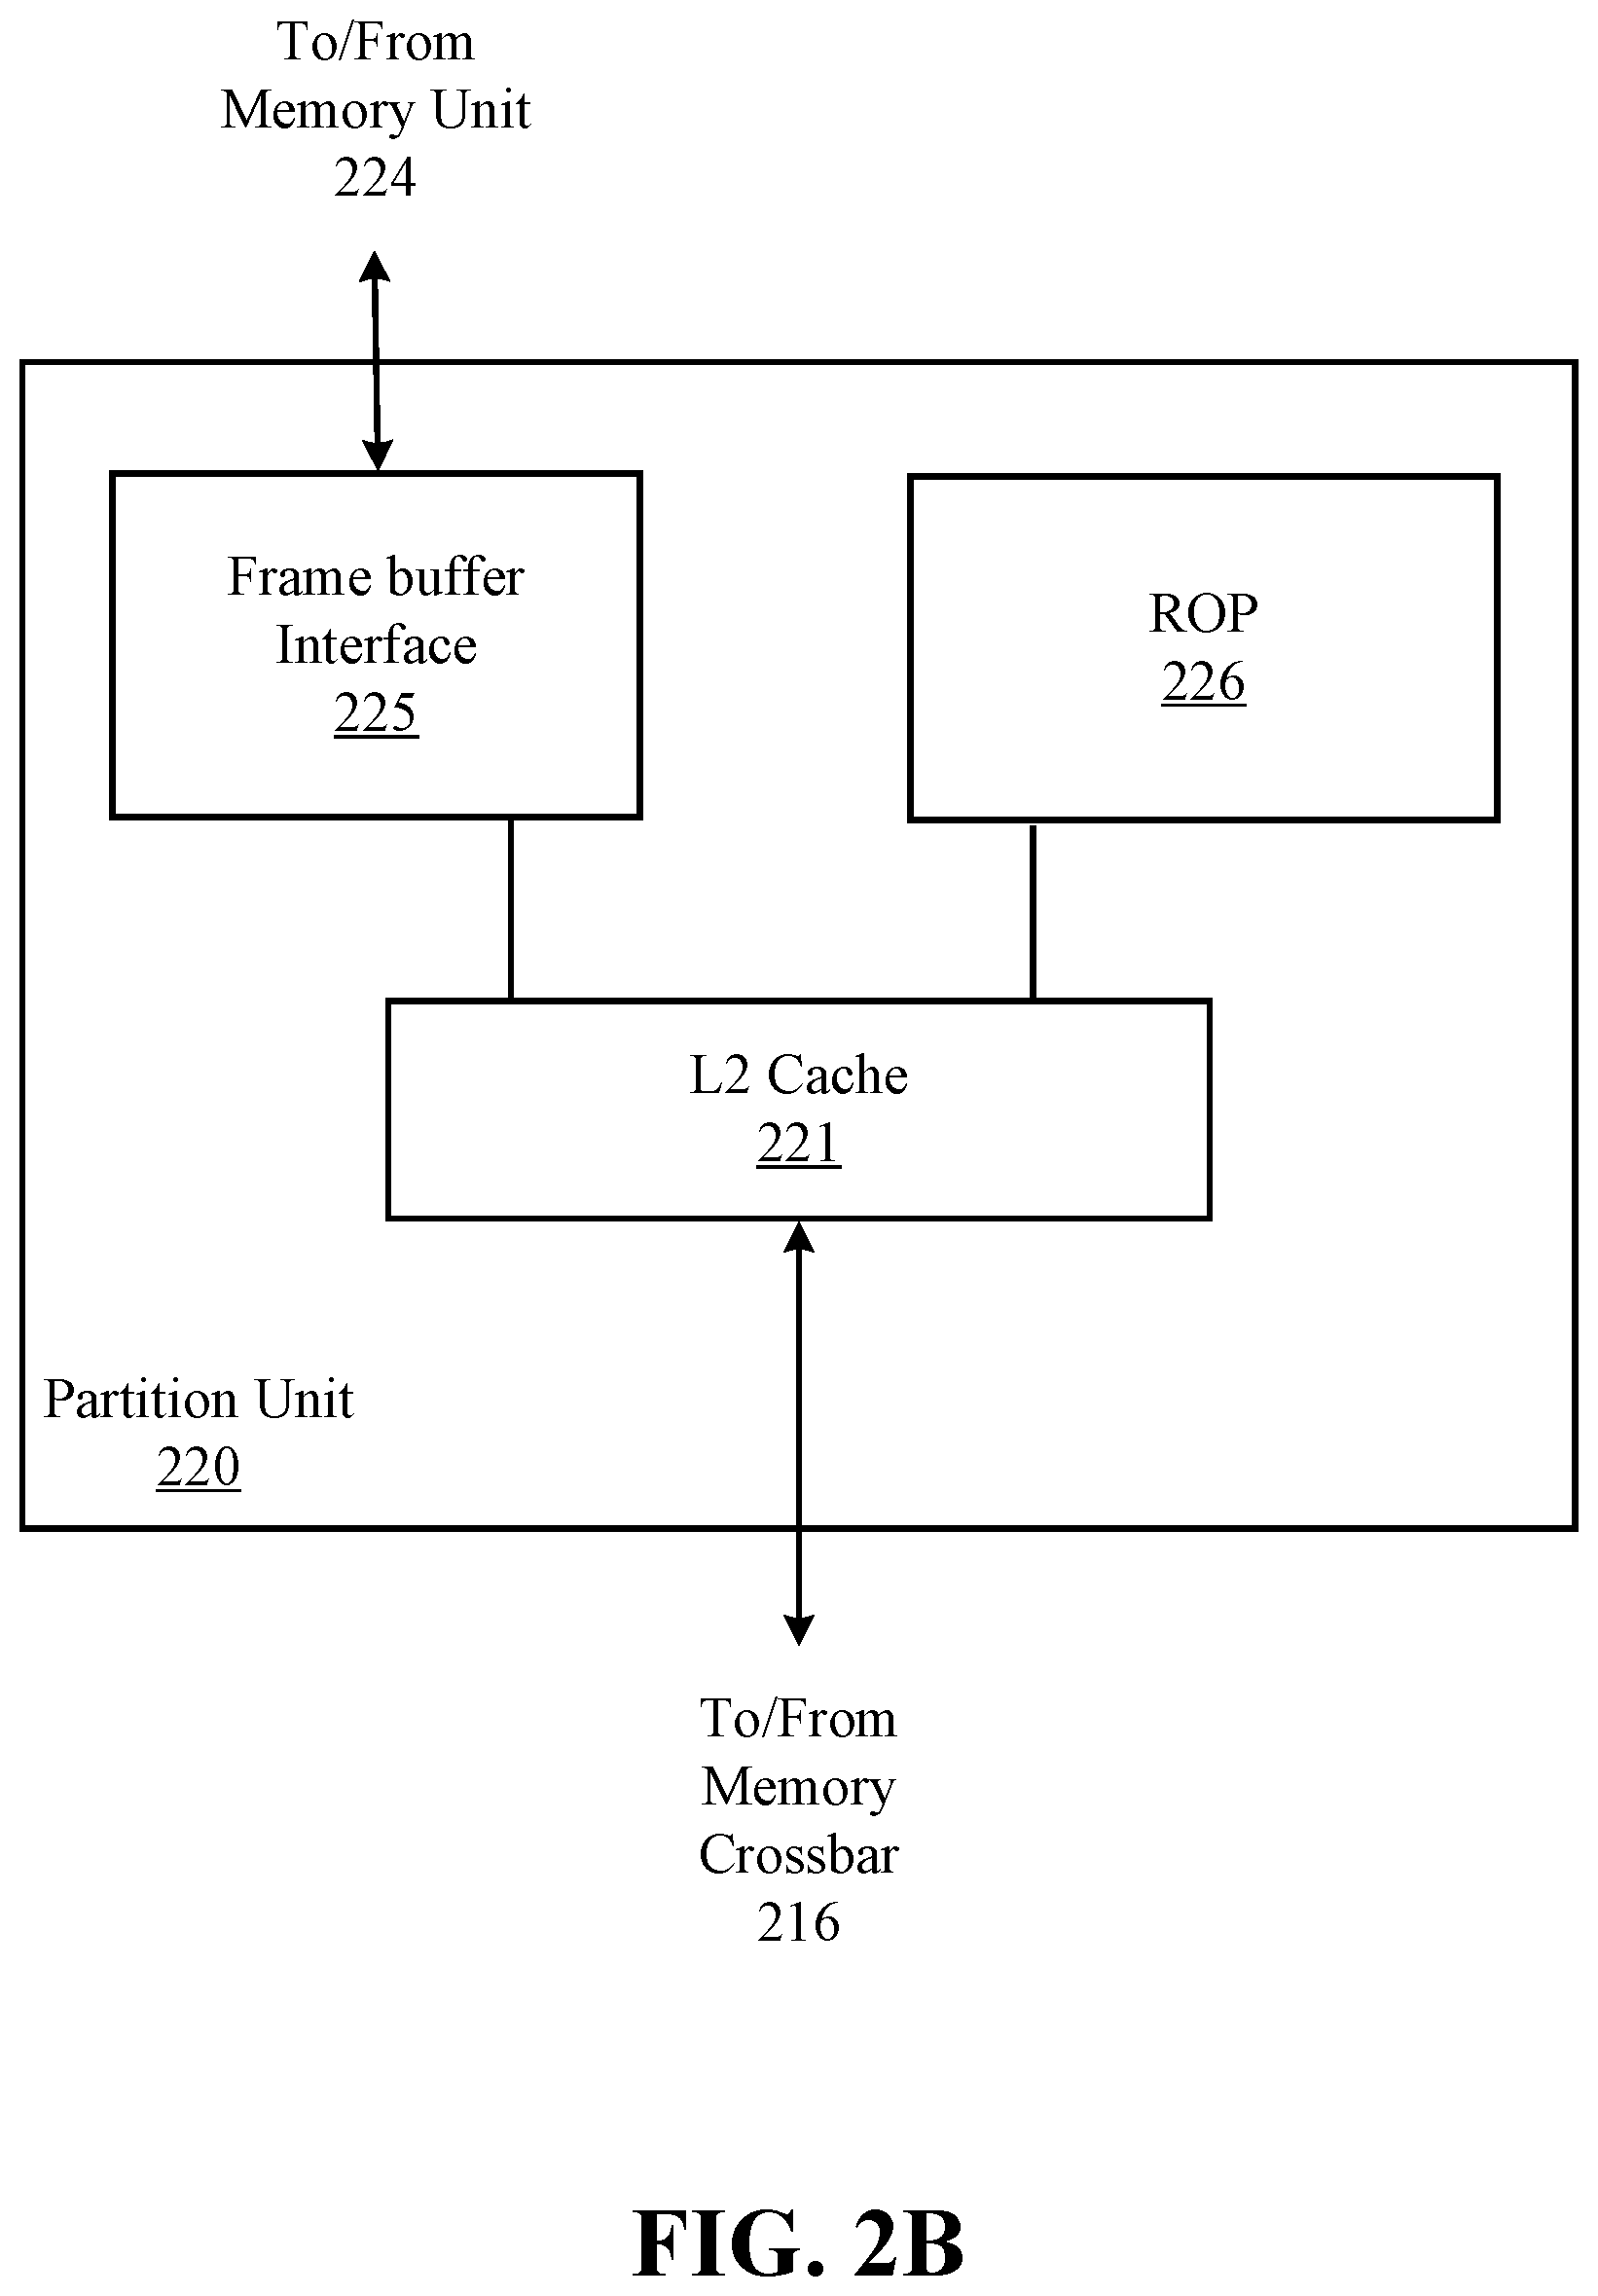 To/From
Memory Unit
224
Frame buffer
Interface
225
ROP
226
L2 Cache
221
Partition Unit
220
To/From
Memory
Crossbar
216
FIG. 2B